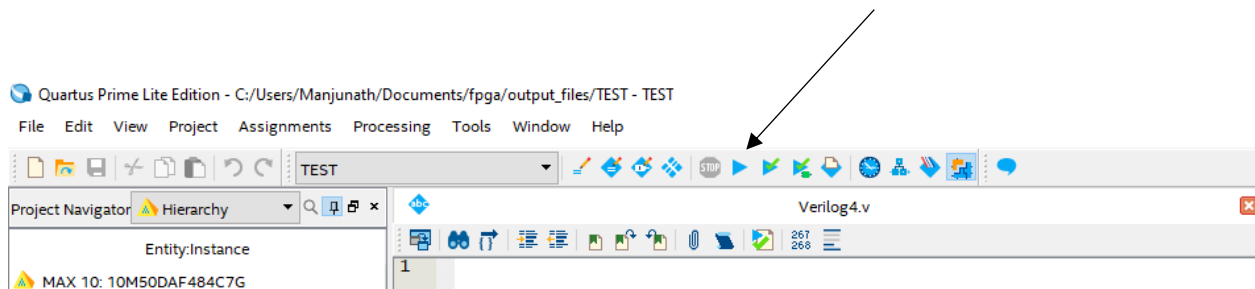 Quartus Prime Lite Edition - C:/Users/Manjunath/Documents/fpga/output_files/TEST - TEST
File Edit View Project Assignments Processing Tools Window Help
TEST
STOP
Project Navigator Hierarchy
abc
Verilog4.v
Entity:Instance
267
268
1
MAX 10: 10M50DAF484C7G